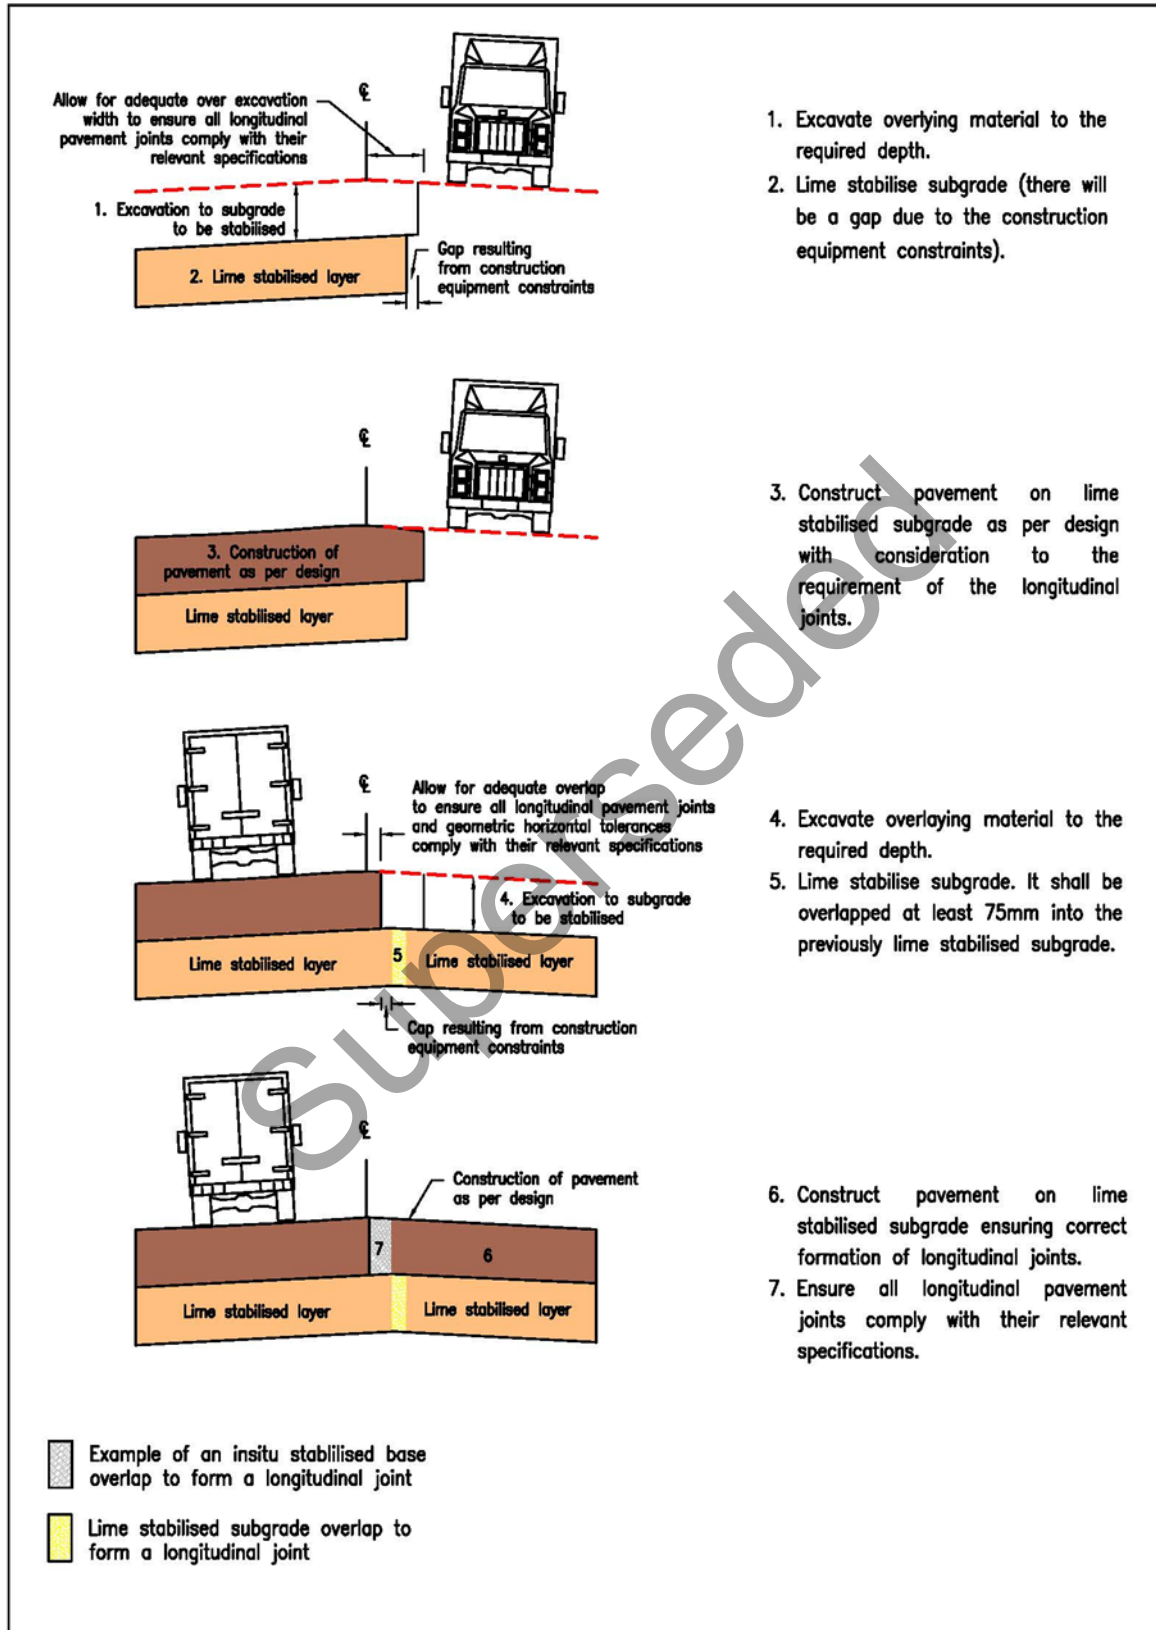 ℄
Allow for adequate over excavation
width to ensure all longitudinal
pavement joints comply with their
relevant specifications
1. Excavation to subgrade
to be stabilised
2. Lime stabilised layer
Gap resulting
from construction
equipment constraints
1. Excavate overlying material to the
required depth.
2. Lime stabilise subgrade (there will
be a gap due to the construction
equipment constraints).
℄
3. Construction of
pavement as per design
Lime stabilised layer
3. Construct pavement on lime
stabilised subgrade as per design
with consideration to the
requirement of the longitudinal
joints.
℄
Allow for adequate overlap
to ensure all longitudinal pavement joints
and geometric horizontal tolerances
comply with their relevant specifications
4. Excavation to subgrade
to be stabilised
Lime stabilised layer
5
Lime stabilised layer
Gap resulting from construction
equipment constraints
4. Excavate overlaying material to the
required depth.
5. Lime stabilise subgrade. It shall be
overlapped at least 75mm into the
previously lime stabilised subgrade.
℄
Construction of pavement
as per design
7
6
Lime stabilised layer
Lime stabilised layer
6. Construct pavement on lime
stabilised subgrade ensuring correct
formation of longitudinal joints.
7. Ensure all longitudinal pavement
joints comply with their relevant
specifications.
Example of an insitu stablilised base
overlap to form a longitudinal joint
Lime stabilised subgrade overlap to
form a longitudinal joint
Superseded